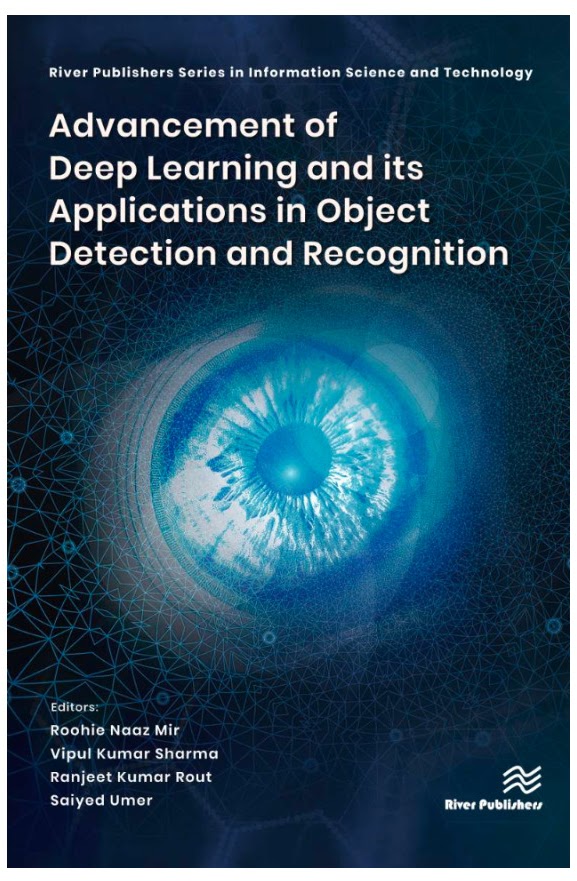 River Publishers Series in Information Science and Technology
Advancement of
Deep Learning and its
Applications in Object
Detection and Recognition
Editors:
Roohie Naaz Mir
Vipul Kumar Sharma
Ranjeet Kumar Rout
Saiyed Umer
River Publishers